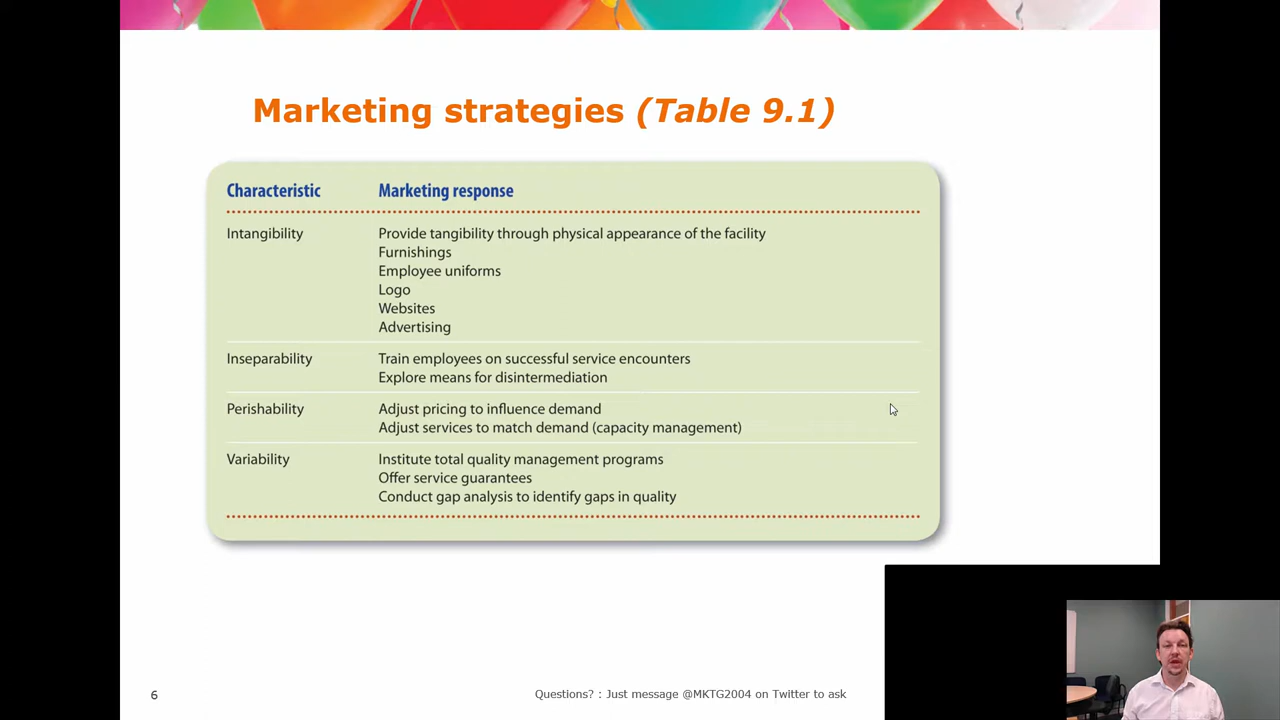 Marketing strategies (Table 9.1)
Characteristic Marketing response
Intangibility Provide tangibility through physical appearance of the facility
Furnishings
Employee uniforms
Logo
Websites
Advertising
Inseparability Train employees on successful service encounters
Explore means for disintermediation
Perishability Adjust pricing to influence demand
Adjust services to match demand (capacity management)
Variability Institute total quality management programs
Offer service guarantees
Conduct gap analysis to identify gaps in quality
6 Questions? : Just message @MKTG2004 on Twitter to ask